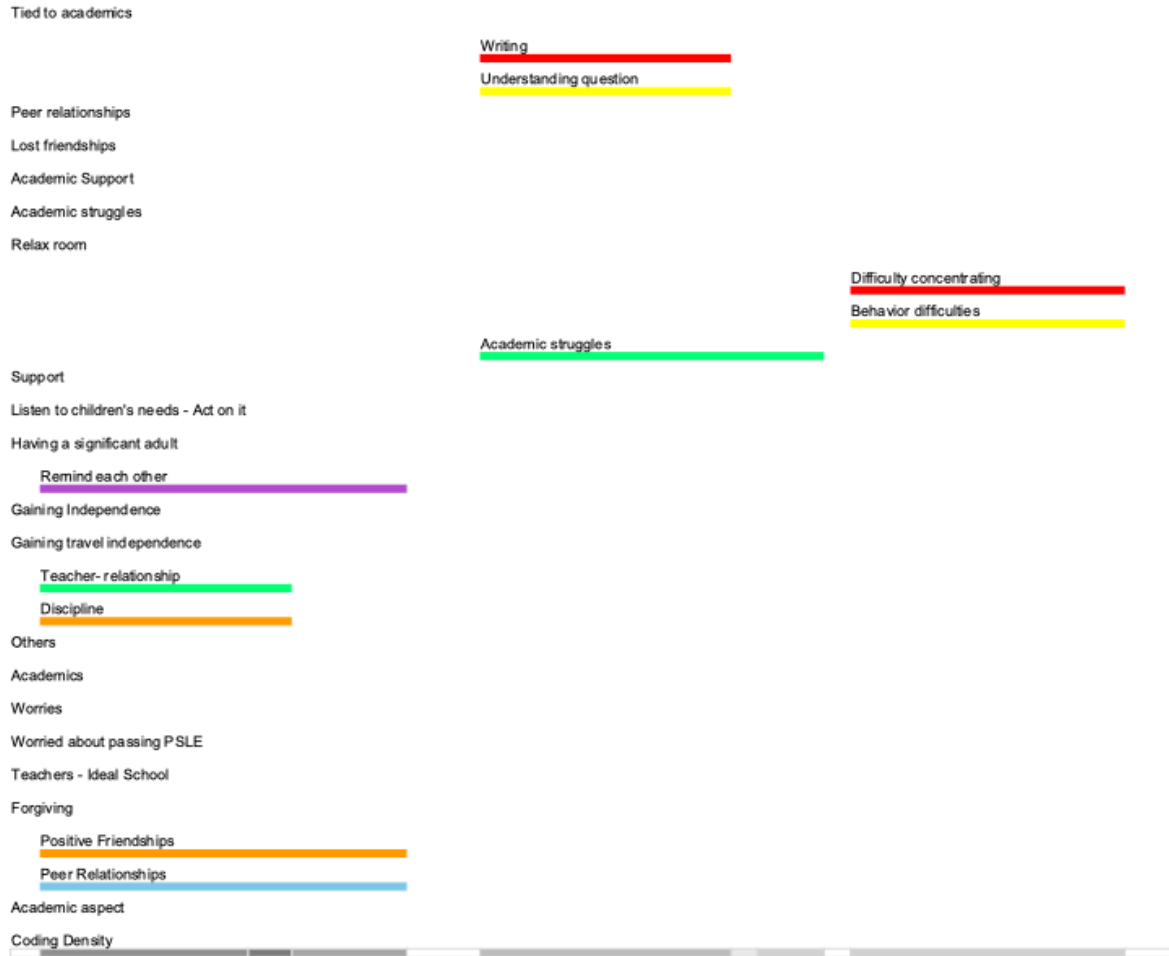 Tied to academics
Writing
Understanding question
Peer relationships
Lost friendships
Academic Support
Academic struggles
Relax room
Difficulty concentrating
Behavior difficulties
Academic struggles
Support
Listen to children's needs - Act on it
Having a significant adult
Remind each other
Gaining Independence
Gaining travel independence
Teacher- relationship
Discipline
Others
Academics
Worries
Worried about passing PSLE
Teachers - Ideal School
Forgiving
Positive Friendships
Peer Relationships
Academic aspect
Coding Density